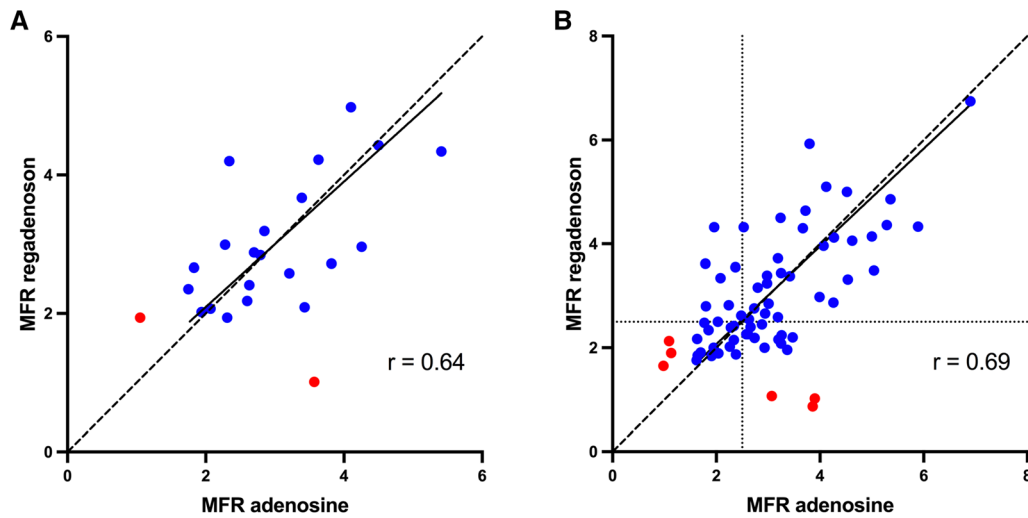 A
MFR regadenoson
6
4
2
0
r = 0.64
0 2 4 6
MFR adenosine
B
MFR regadenoson
8
6
4
2
0
r = 0.69
0 2 4 6 8
MFR adenosine